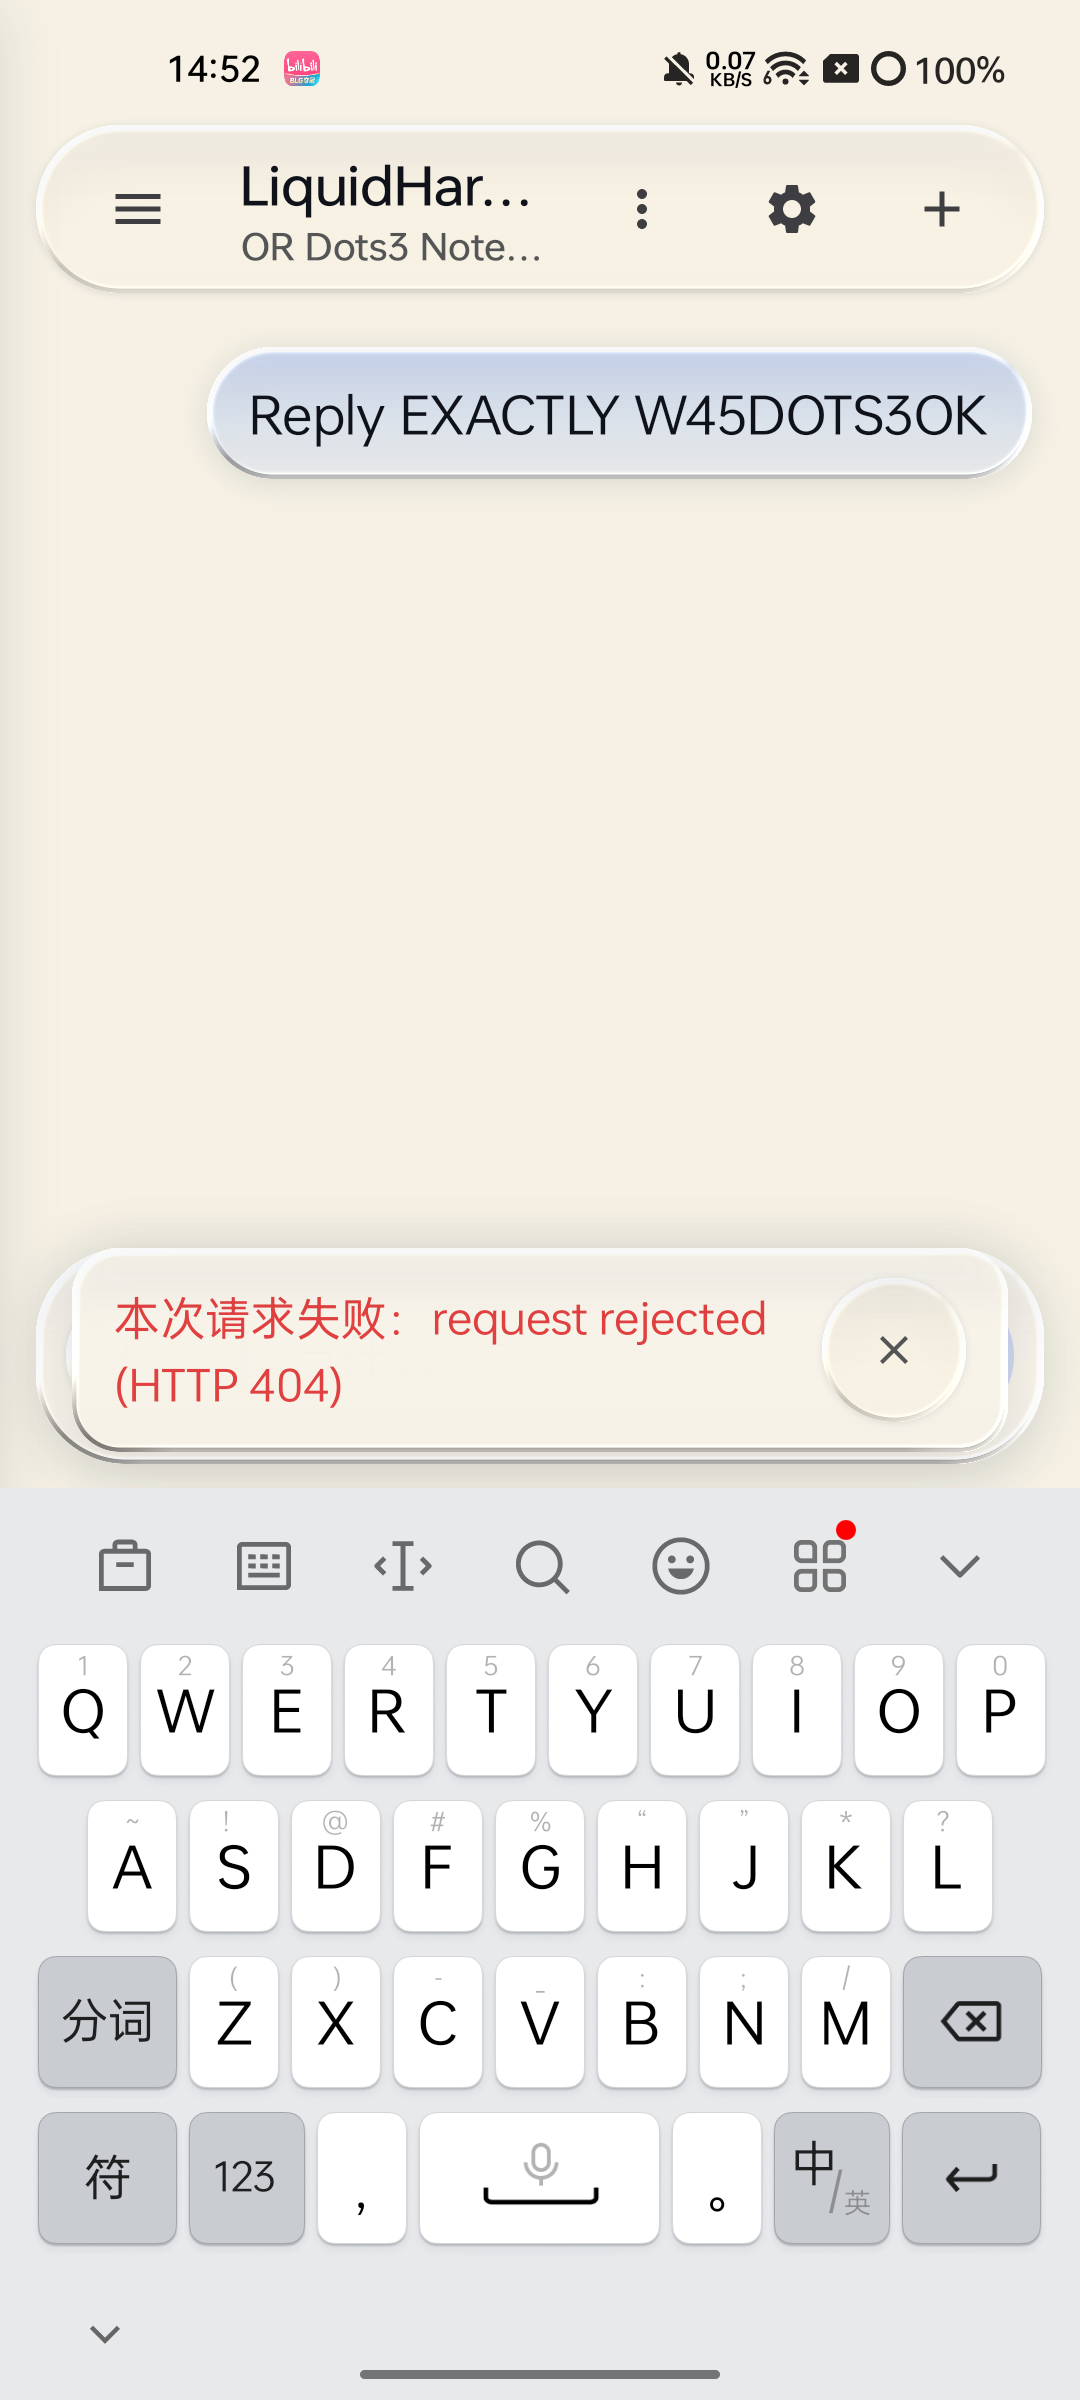 14:52
bilibili
0.07
KB/S
6
100%
LiquidHar...
OR Dots3 Note...
Reply EXACTLY W45DOTS3OK
本次请求失败：request rejected
(HTTP 404)
1 2 3 4 5 6 7 8 9 0
Q W E R T Y U I O P
~ ! @ # % “ ” * ?
A S D F G H J K L
( ) - _ : ; /
分词 Z X C V B N M
符 123 ， 。 中/英